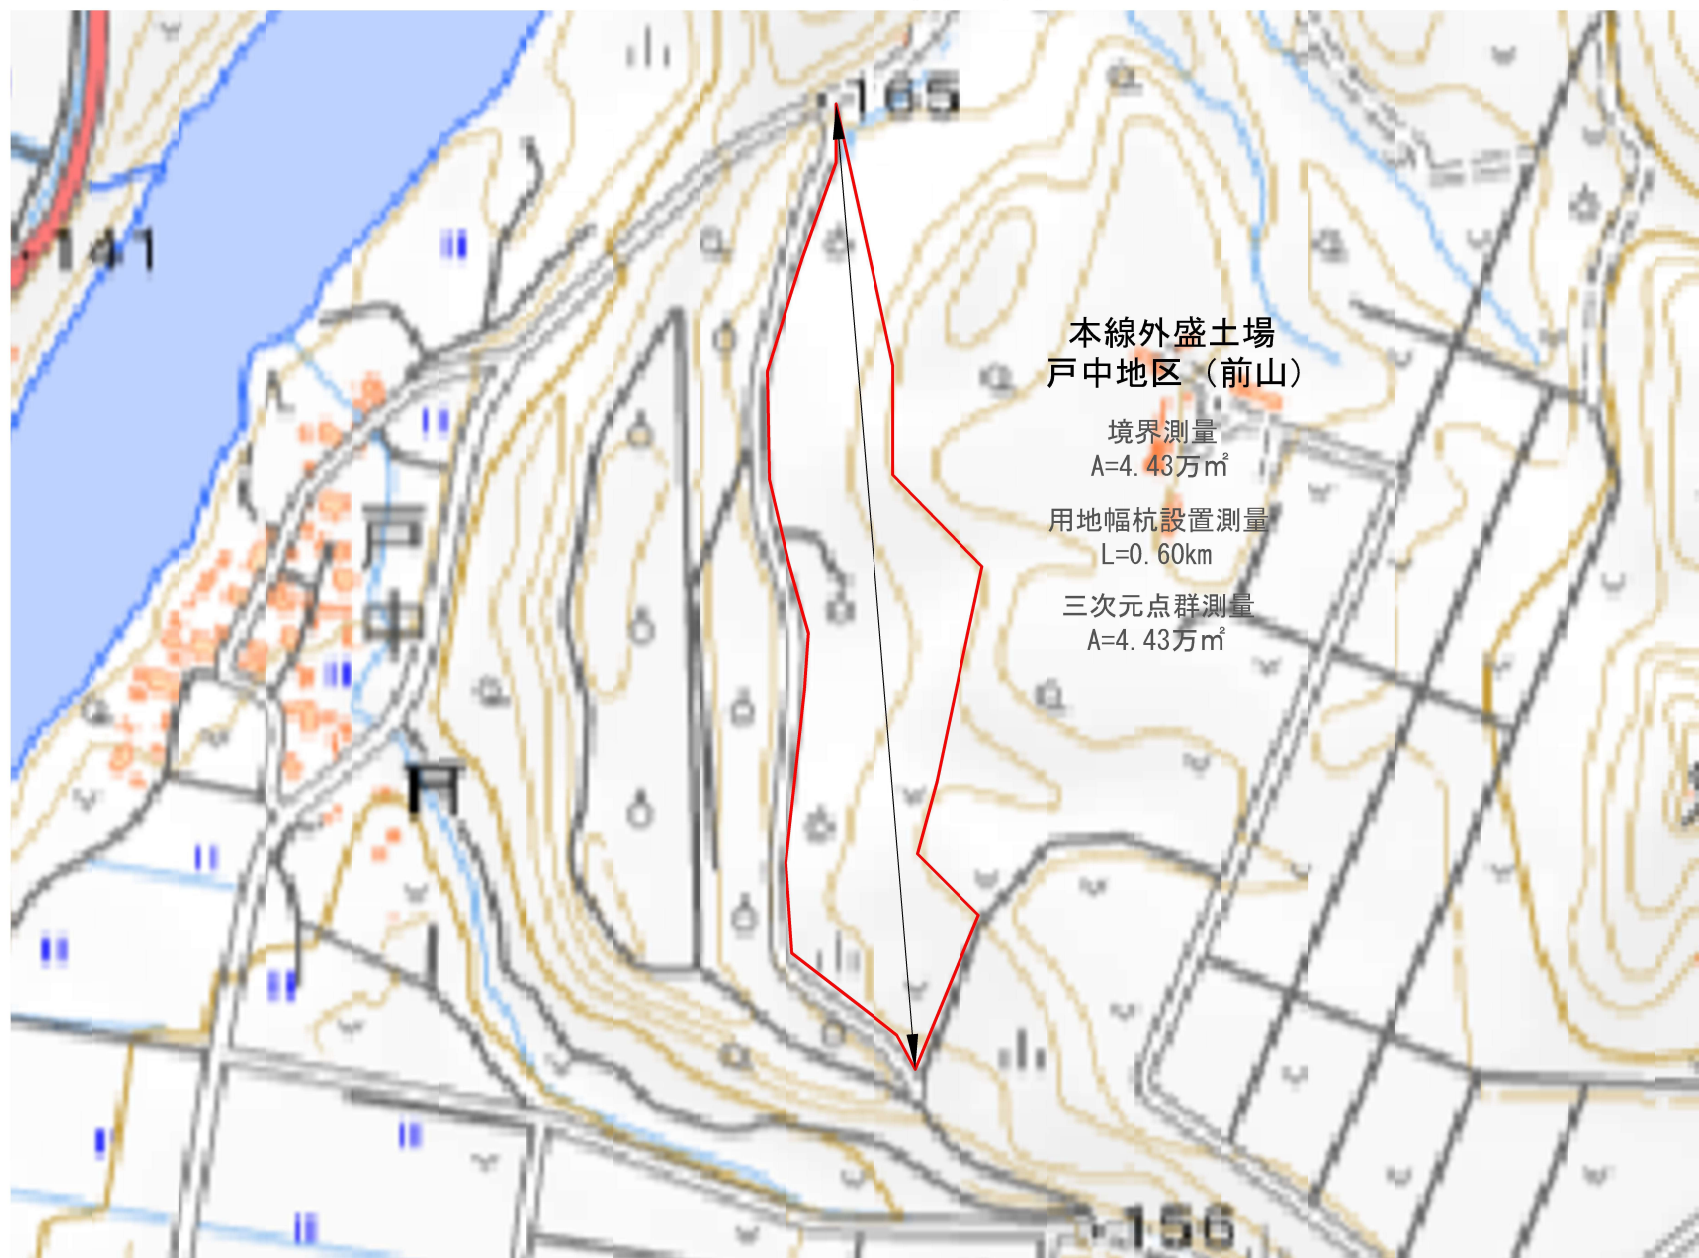 165
141
本線外盛土場
戸中地区（前山）
境界測量
A=4.43万㎡
用地幅杭設置測量
L=0.60km
三次元点群測量
A=4.43万㎡
156